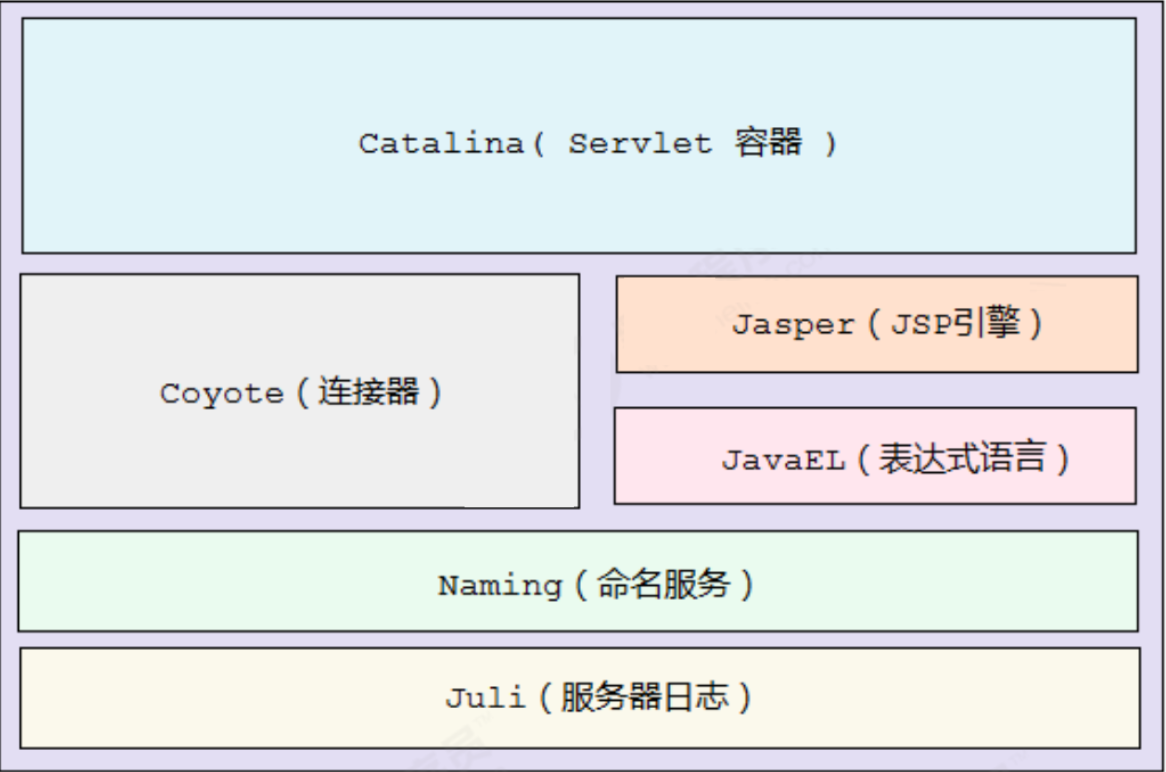 Catalina( Servlet 容器 )
Coyote(连接器)
Jasper(JSP引擎)
JavaEL(表达式语言)
Naming(命名服务)
Juli(服务器日志)